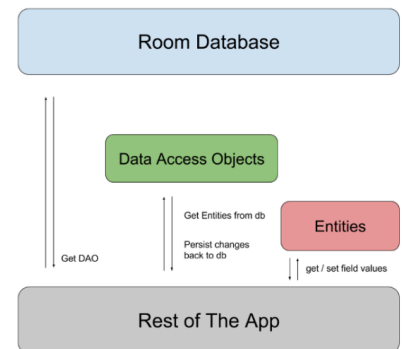 Room Database
Data Access Objects
Get Entities from db
Entities
Persist changes
back to db
Get DAO
get / set field values
Rest of The App